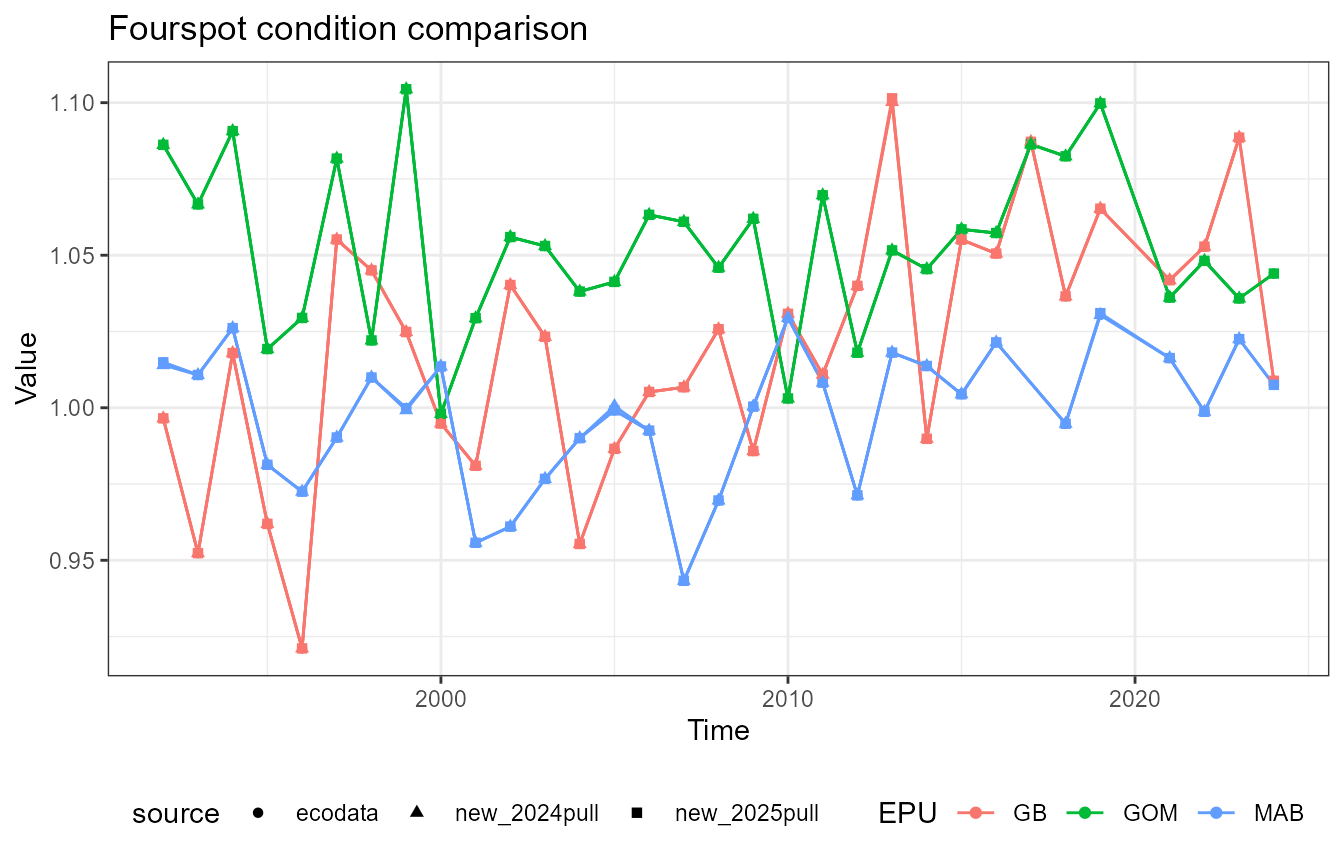 Fourspot condition comparison
1.10
1.05
1.00
0.95
Value
2000 2010 2020
Time
source ecodata new_2024pull new_2025pull EPU GB GOM MAB